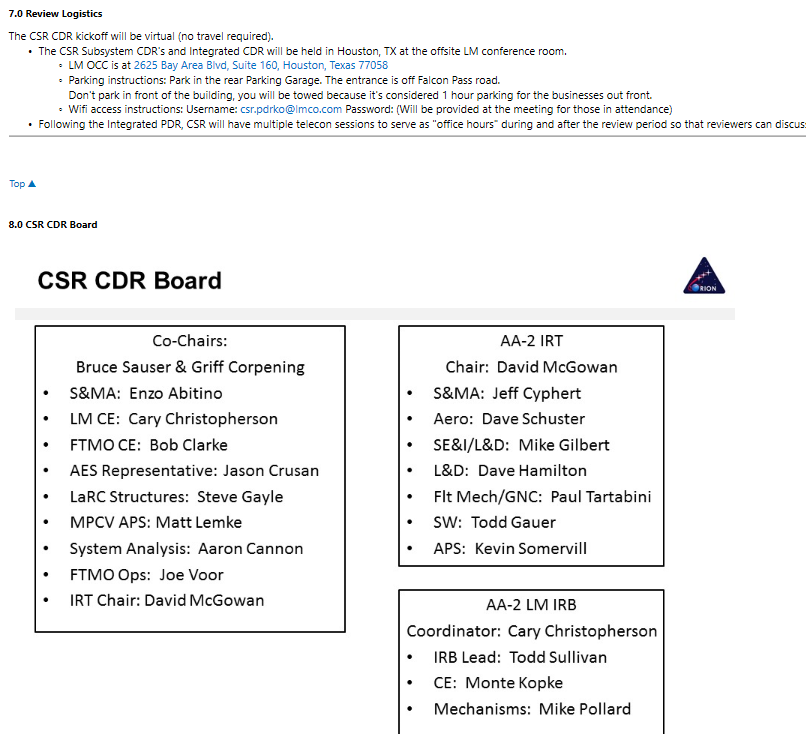 7.0 Review Logistics
The CSR CDR kickoff will be virtual (no travel required).
• The CSR Subsystem CDR's and Integrated CDR will be held in Houston, TX at the offsite LM conference room.
◦ LM OCC is at 2625 Bay Area Blvd, Suite 160, Houston, Texas 77058
◦ Parking instructions: Park in the rear Parking Garage. The entrance is off Falcon Pass road.
Don't park in front of the building, you will be towed because it's considered 1 hour parking for the businesses out front.
◦ Wifi access instructions: Username: csr.pdrko@lmco.com Password: (Will be provided at the meeting for those in attendance)
• Following the Integrated PDR, CSR will have multiple telecon sessions to serve as "office hours" during and after the review period so that reviewers can discus
Top ▲
8.0 CSR CDR Board
CSR CDR Board
ORION
Co-Chairs:
Bruce Sauser & Griff Corpening
• S&MA: Enzo Abitino
• LM CE: Cary Christopherson
• FTMO CE: Bob Clarke
• AES Representative: Jason Crusan
• LaRC Structures: Steve Gayle
• MPCV APS: Matt Lemke
• System Analysis: Aaron Cannon
• FTMO Ops: Joe Voor
• IRT Chair: David McGowan
AA-2 IRT
Chair: David McGowan
• S&MA: Jeff Cyphert
• Aero: Dave Schuster
• SE&I/L&D: Mike Gilbert
• L&D: Dave Hamilton
• Flt Mech/GNC: Paul Tartabini
• SW: Todd Gauer
• APS: Kevin Somervill
AA-2 LM IRB
Coordinator: Cary Christopherson
• IRB Lead: Todd Sullivan
• CE: Monte Kopke
• Mechanisms: Mike Pollard